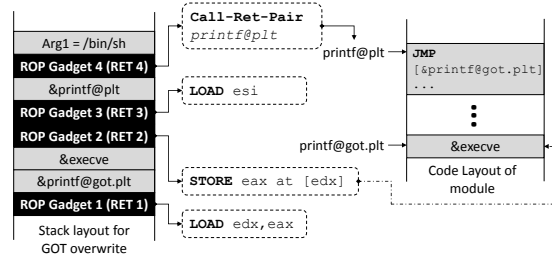 Arg1 = /bin/sh
ROP Gadget 4 (RET 4)
&printf@plt
ROP Gadget 3 (RET 3)
ROP Gadget 2 (RET 2)
&execve
&printf@got.plt
ROP Gadget 1 (RET 1)
Stack layout for
GOT overwrite
Call-Ret-Pair
printf@plt
LOAD esi
STORE eax at [edx]
LOAD edx,eax
printf@plt
JMP
[&printf@got.plt]
...
printf@got.plt
&execve
Code Layout of
module